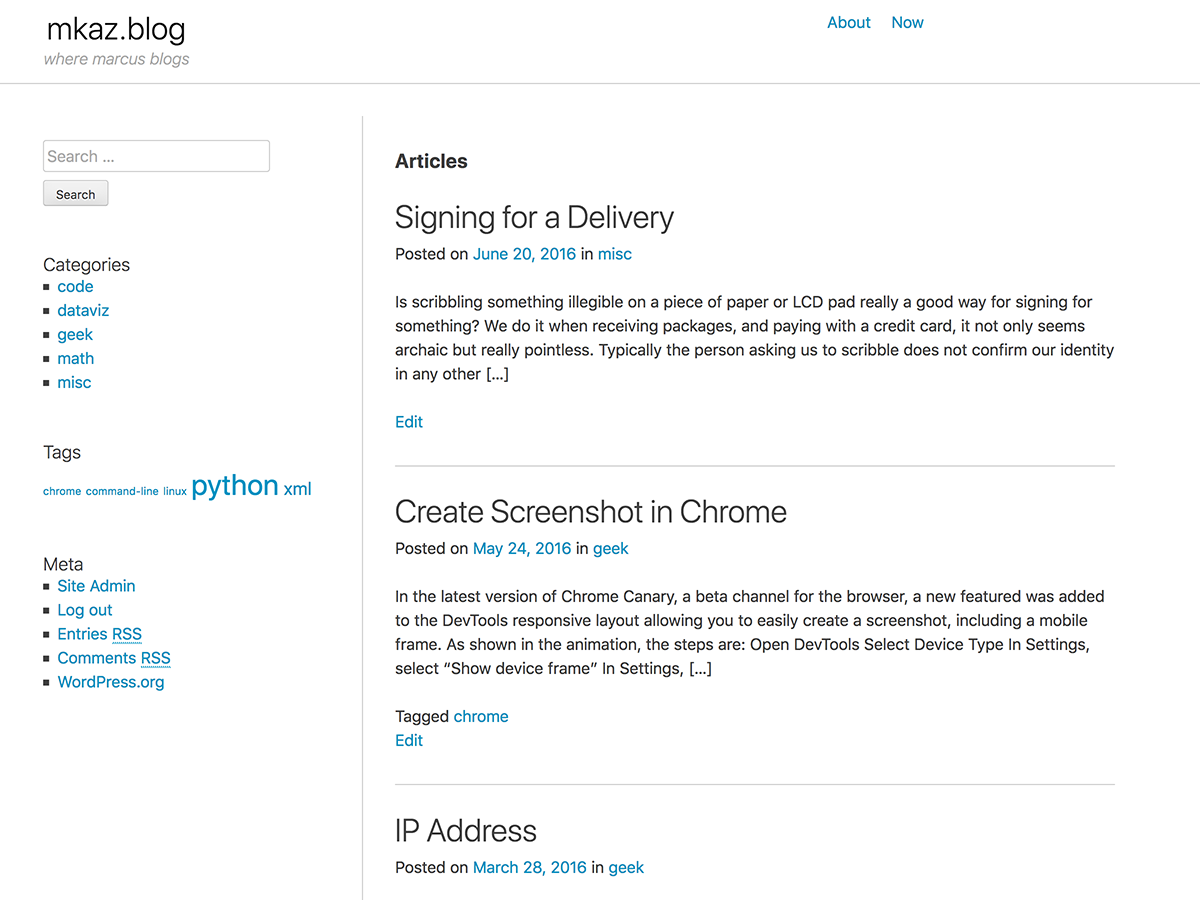 mkaz.blog
where marcus blogs
About Now
Search ...
Search
Categories
code
dataviz
geek
math
misc
Tags
chrome command-line linux python xml
Meta
Site Admin
Log out
Entries RSS
Comments RSS
WordPress.org
Articles
Signing for a Delivery
Posted on June 20, 2016 in misc
Is scribbling something illegible on a piece of paper or LCD pad really a good way for signing for
something? We do it when receiving packages, and paying with a credit card, it not only seems
archaic but really pointless. Typically the person asking us to scribble does not confirm our identity
in any other [...]
Edit
Create Screenshot in Chrome
Posted on May 24, 2016 in geek
In the latest version of Chrome Canary, a beta channel for the browser, a new featured was added
to the DevTools responsive layout allowing you to easily create a screenshot, including a mobile
frame. As shown in the animation, the steps are: Open DevTools Select Device Type In Settings,
select “Show device frame” In Settings, [...]
Tagged chrome
Edit
IP Address
Posted on March 28, 2016 in geek